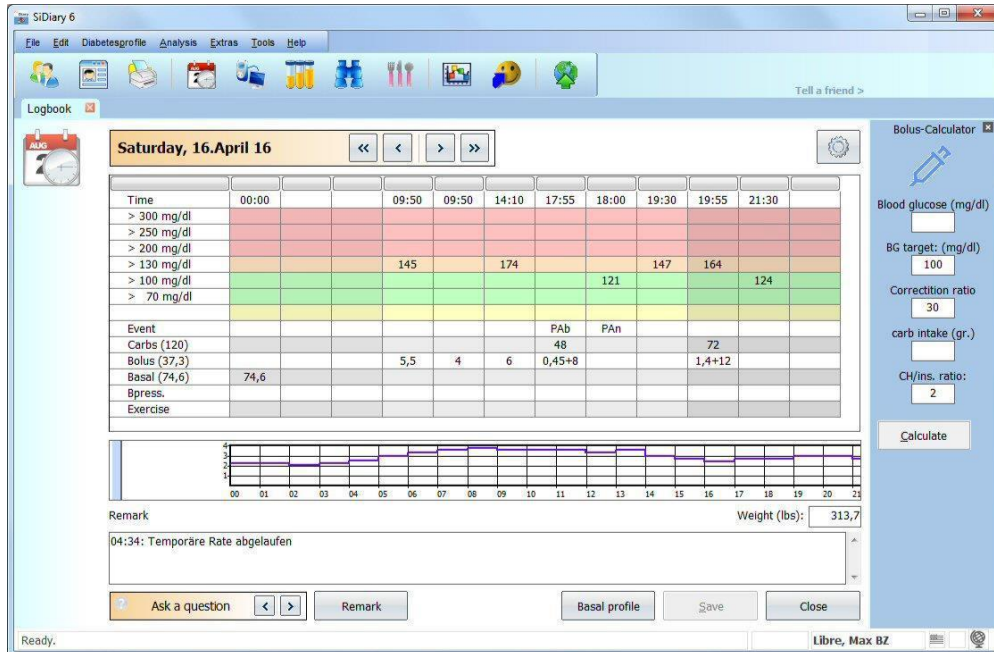 SiDiary 6
File Edit Diabetesprofile Analysis Extras Tools Help
Tell a friend >
Logbook
AUG
2
Saturday, 16.April 16
<< < > >>
Time 00:00 09:50 09:50 14:10 17:55 18:00 19:30 19:55 21:30
> 300 mg/dl
> 250 mg/dl
> 200 mg/dl
> 130 mg/dl 145 174 147 164
> 100 mg/dl 121 124
> 70 mg/dl
Event PAb PAn
Carbs (120) 48 72
Bolus (37,3) 5,5 4 6 0,45+8 1,4+12
Basal (74,6) 74,6
Bpress.
Exercise
4
3
2
1
00 01 02 03 04 05 06 07 08 09 10 11 12 13 14 15 16 17 18 19 20 21
Remark Weight (lbs): 313,7
04:34: Temporäre Rate abgelaufen
? Ask a question < > Remark Basal profile Save Close
Bolus-Calculator
Blood glucose (mg/dl)
BG target: (mg/dl)
100
Correctition ratio
30
carb intake (gr.)
CH/ins. ratio:
2
Calculate
Ready. Libre, Max BZ